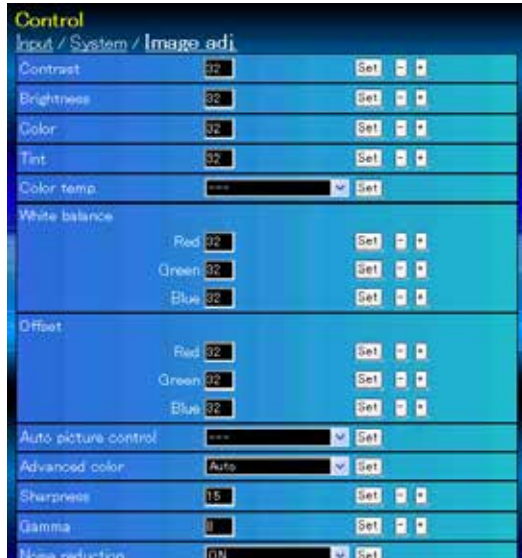 Control
Input / System / Image adj.
Contrast 32 Set - +
Brightness 32 Set - +
Color 32 Set - +
Tint 32 Set - +
Color temp. --- Set
White balance
Red 32 Set - +
Green 32 Set - +
Blue 32 Set - +
Offset
Red 32 Set - +
Green 32 Set - +
Blue 32 Set - +
Auto picture control --- Set
Advanced color Auto Set
Sharpness 15 Set - +
Gamma 8 Set - +
Noise reduction ON Set